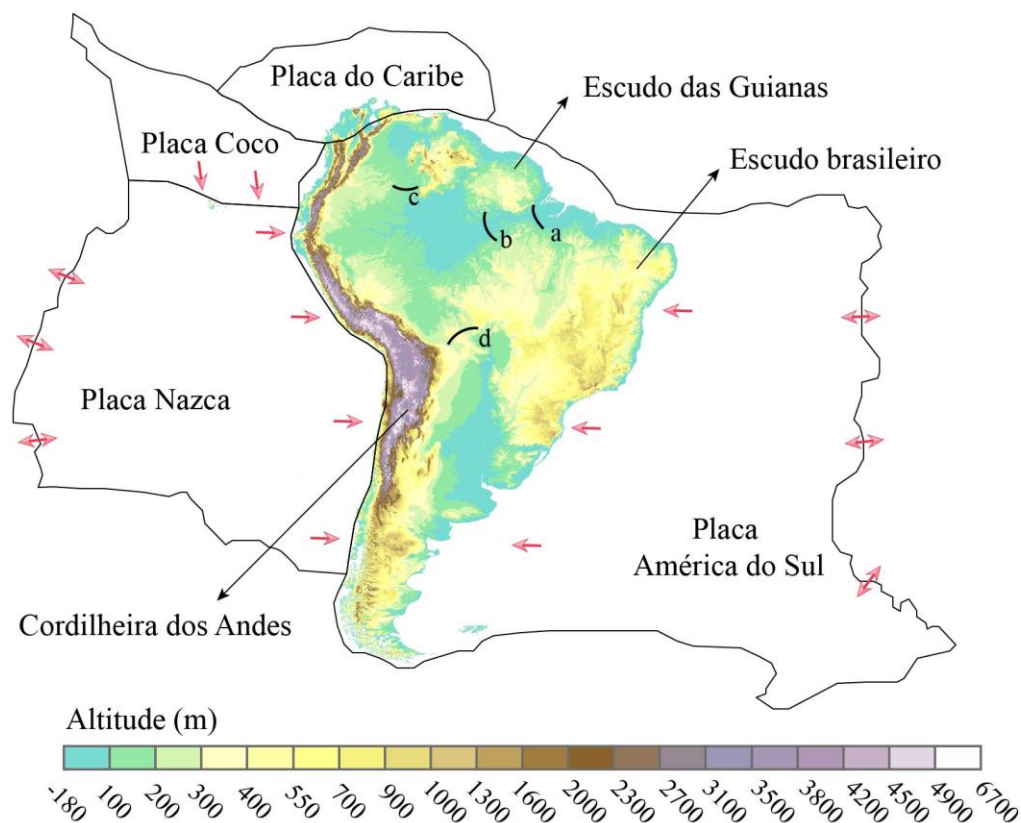 Placa do Caribe
Escudo das Guianas
Placa Coco
Escudo brasileiro
c
b
a
d
Placa Nazca
Placa
América do Sul
Cordilheira dos Andes
Altitude (m)
-180 100 200 300 400 550 700 900 1000 1300 1600 2000 2300 2700 3100 3500 3800 4200 4500 4900 6700